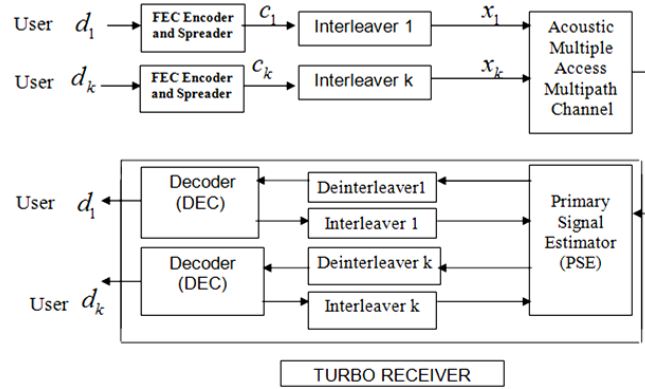 User d₁ FEC Encoder and Spreader c₁ Interleaver 1 x₁
User dₖ FEC Encoder and Spreader cₖ Interleaver k xₖ
Acoustic
Multiple
Access
Multipath
Channel
User d₁
Decoder
(DEC)
Deinterleaver1
Interleaver 1
User dₖ
Decoder
(DEC)
Deinterleaver k
Interleaver k
Primary
Signal
Estimator
(PSE)
TURBO RECEIVER